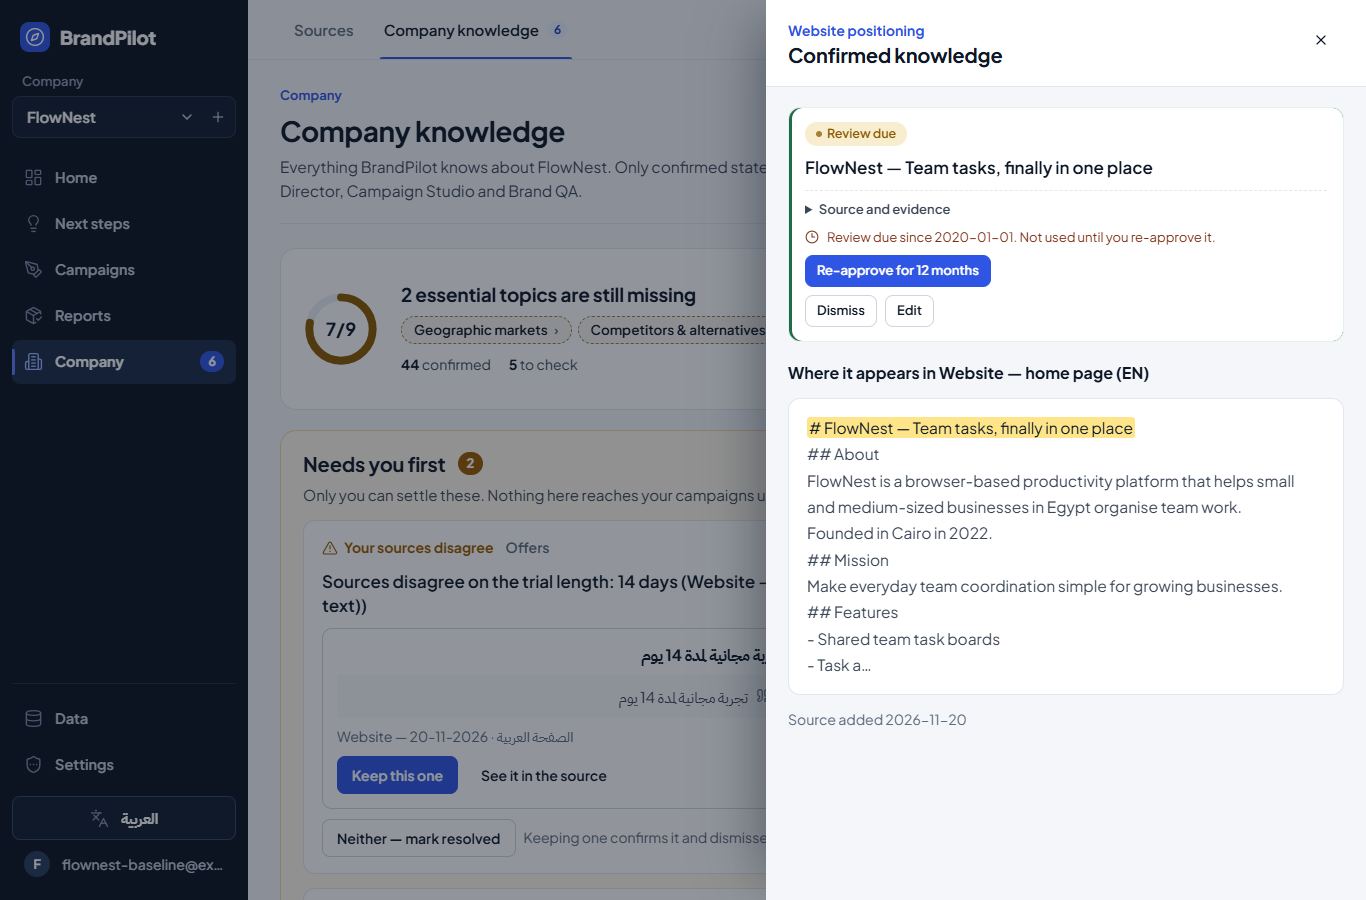 BrandPilot
Company
FlowNest
Home
Next steps
Campaigns
Reports
Company 6
Data
Settings
العربية
F flownest-baseline@ex...
Sources
Company knowledge 6
Company
Company knowledge
Everything BrandPilot knows about FlowNest. Only confirmed state
Director, Campaign Studio and Brand QA.
7/9
2 essential topics are still missing
Geographic markets ›
Competitors & alternatives
44 confirmed 5 to check
Needs you first 2
Only you can settle these. Nothing here reaches your campaigns u
Your sources disagree Offers
Sources disagree on the trial length: 14 days (Website –
text))
مجانية لمدة 14 يوم
تجربة مجانية لمدة 14 يوم
Website — 20-11-2026 · الصفحة العربية
Keep this one
See it in the source
Neither — mark resolved
Keeping one confirms it and dismisse
Website positioning
Confirmed knowledge
Review due
FlowNest — Team tasks, finally in one place
Source and evidence
Review due since 2020-01-01. Not used until you re-approve it.
Re-approve for 12 months
Dismiss
Edit
Where it appears in Website — home page (EN)
# FlowNest — Team tasks, finally in one place
## About
FlowNest is a browser-based productivity platform that helps small
and medium-sized businesses in Egypt organise team work.
Founded in Cairo in 2022.
## Mission
Make everyday team coordination simple for growing businesses.
## Features
- Shared team task boards
- Task a…
Source added 2026-11-20